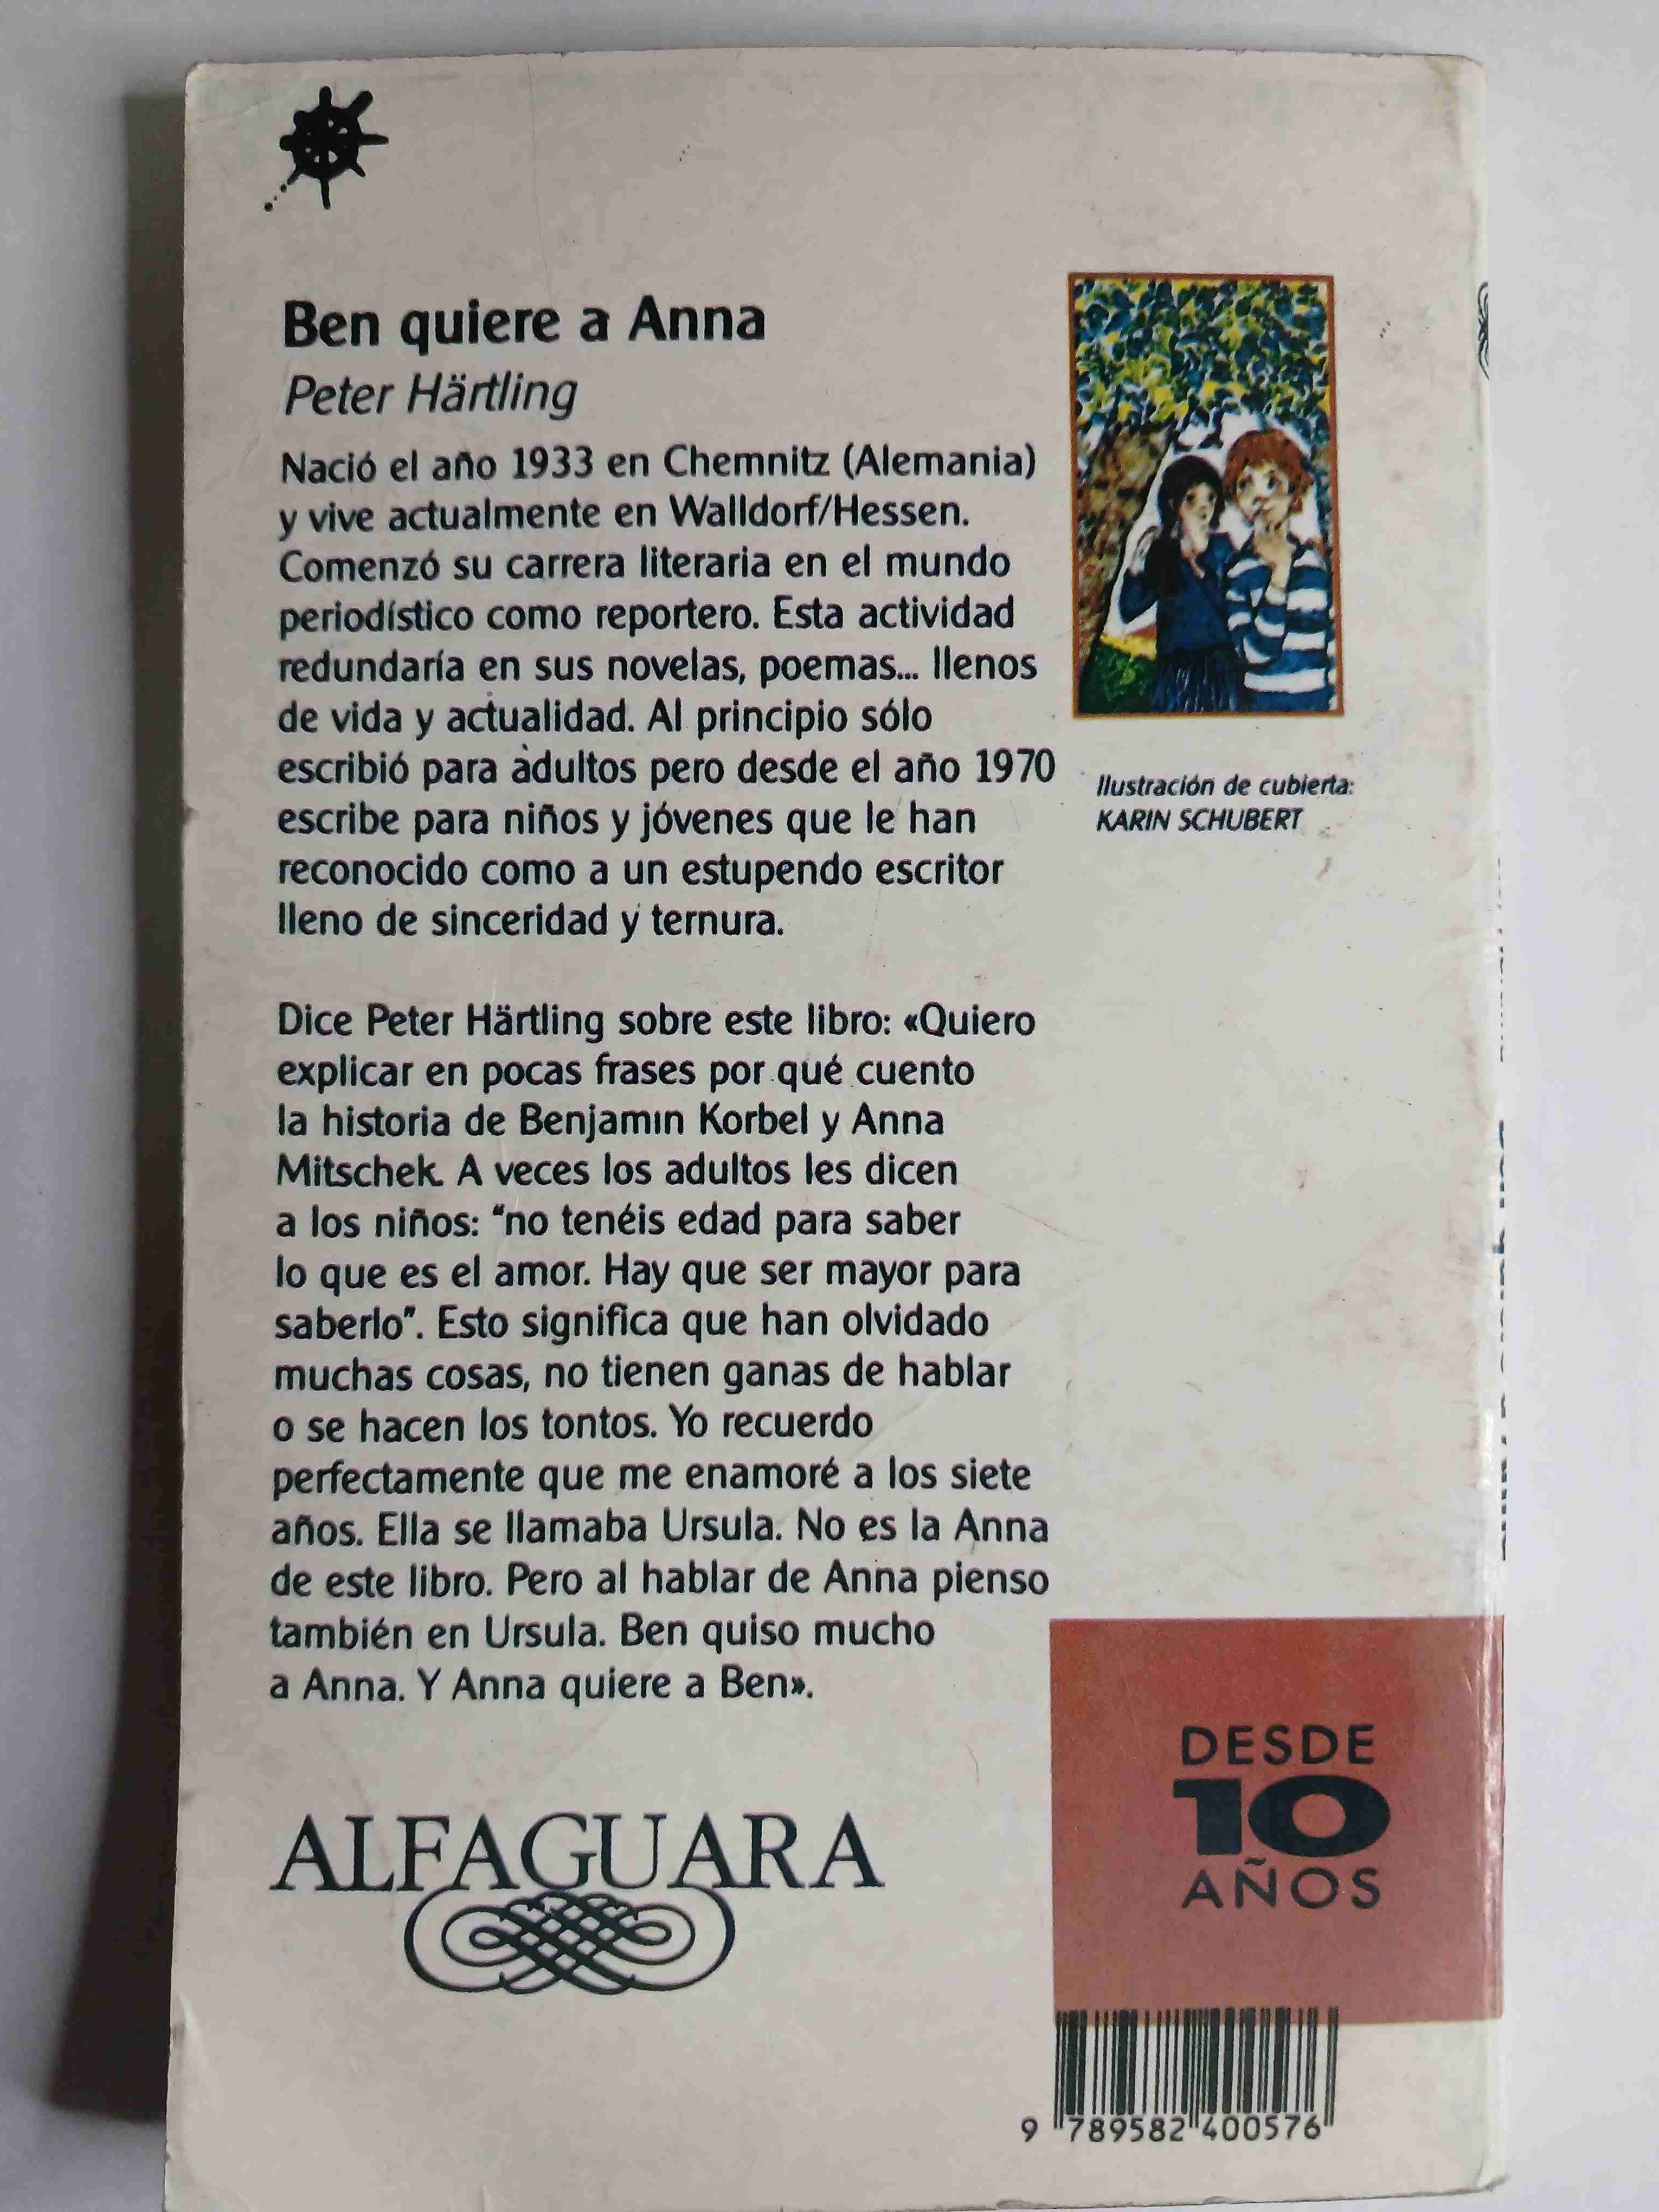 Ben quiere a Anna
Peter Härtling
Nació el año 1933 en Chemnitz (Alemania)
y vive actualmente en Walldorf/Hessen.
Comenzó su carrera literaria en el mundo
periodístico como reportero. Esta actividad
redundaría en sus novelas, poemas... llenos
de vida y actualidad. Al principio sólo
escribió para adultos pero desde el año 1970
escribe para niños y jóvenes que le han
reconocido como a un estupendo escritor
lleno de sinceridad y ternura.
Ilustración de cubierta:
KARIN SCHUBERT
Dice Peter Härtling sobre este libro: «Quiero
explicar en pocas frases por qué cuento
la historia de Benjamın Korbel y Anna
Mitschek. A veces los adultos les dicen
a los niños: “no tenéis edad para saber
lo que es el amor. Hay que ser mayor para
saberlo”. Esto significa que han olvidado
muchas cosas, no tienen ganas de hablar
o se hacen los tontos. Yo recuerdo
perfectamente que me enamoré a los siete
años. Ella se llamaba Ursula. No es la Anna
de este libro. Pero al hablar de Anna pienso
también en Ursula. Ben quiso mucho
a Anna. Y Anna quiere a Ben».
ALFAGUARA
DESDE
10
AÑOS
9 789582 400576